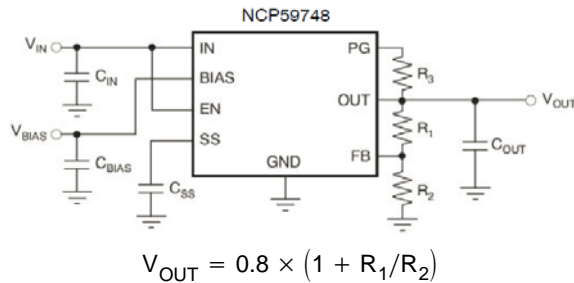 NCP59748
V_IN
IN
PG
C_IN
BIAS
R_3
EN
OUT
V_OUT
V_BIAS
SS
R_1
C_BIAS
FB
C_OUT
GND
C_SS
R_2
V_OUT = 0.8 × (1 + R_1/R_2)